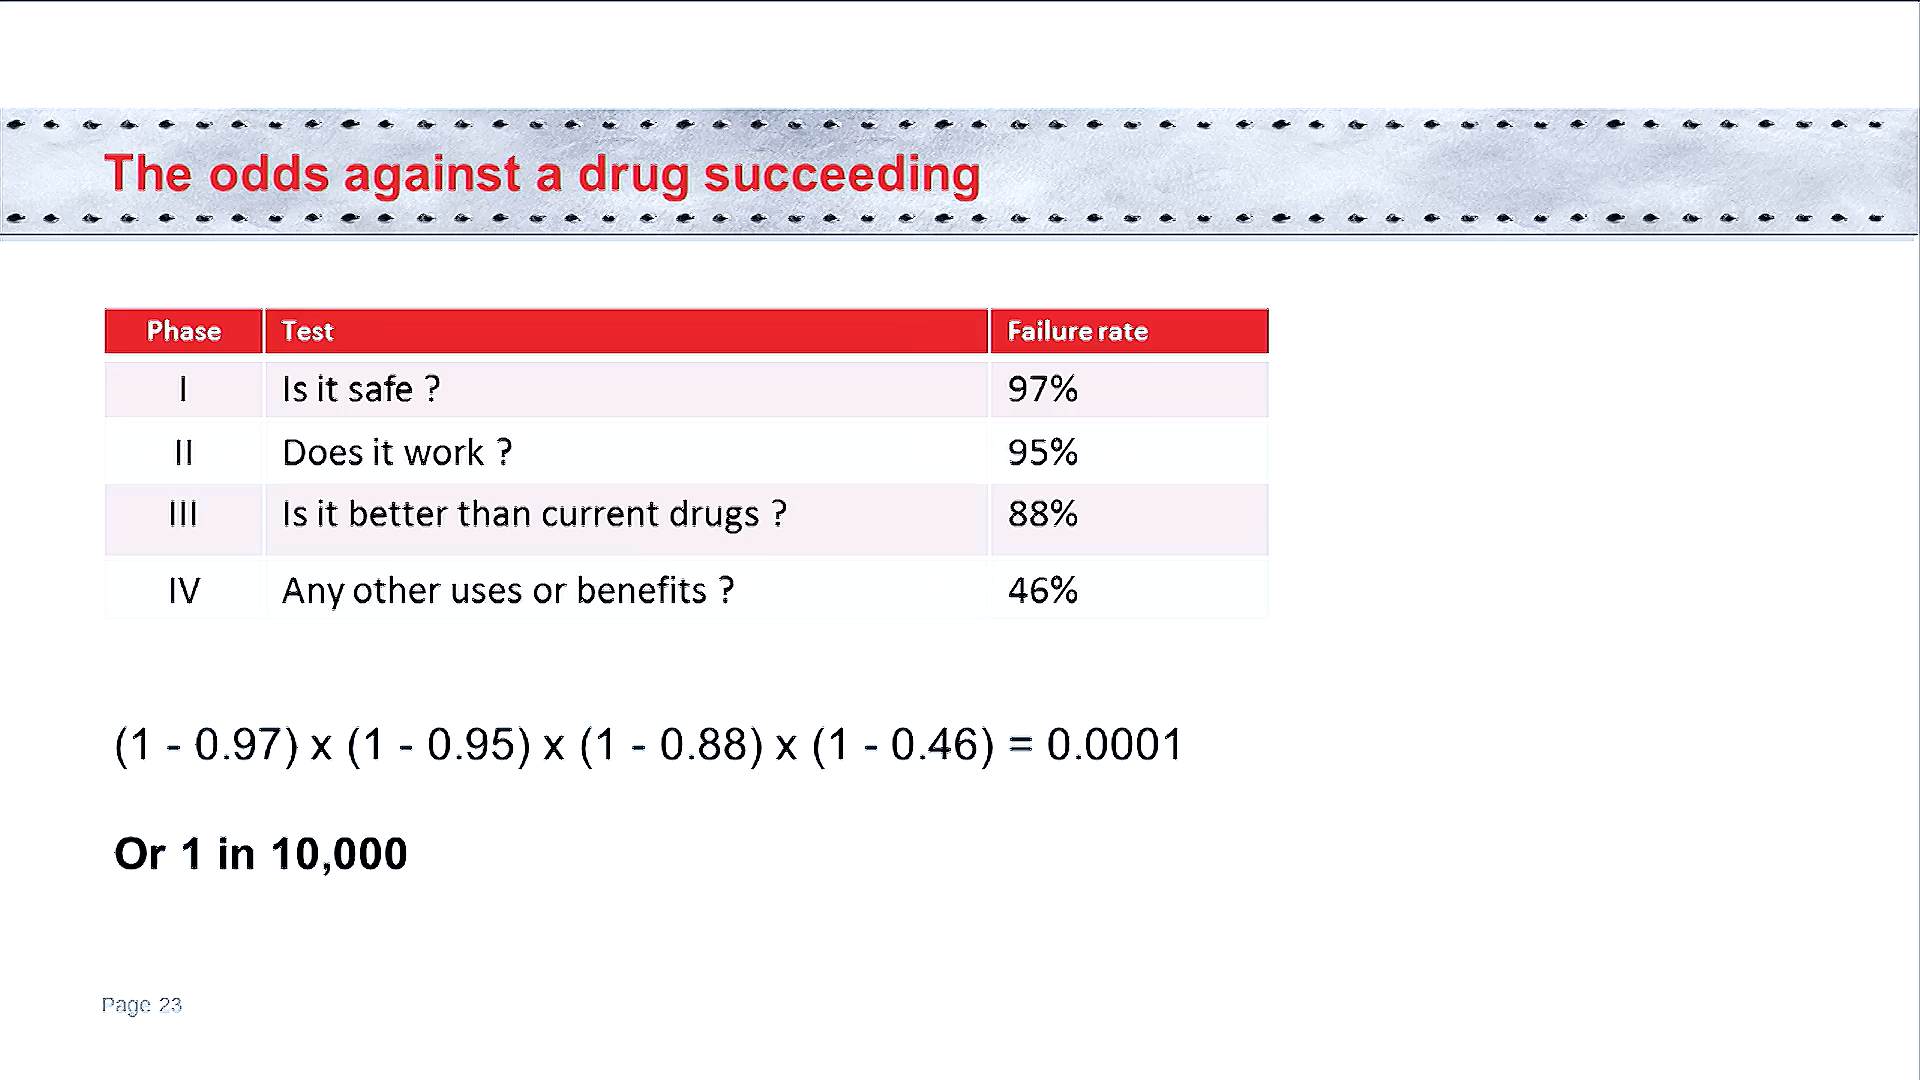 The odds against a drug succeeding
Phase Test Failure rate
I Is it safe ? 97%
II Does it work ? 95%
III Is it better than current drugs ? 88%
IV Any other uses or benefits ? 46%
(1 - 0.97) x (1 - 0.95) x (1 - 0.88) x (1 - 0.46) = 0.0001
Or 1 in 10,000
Page 23